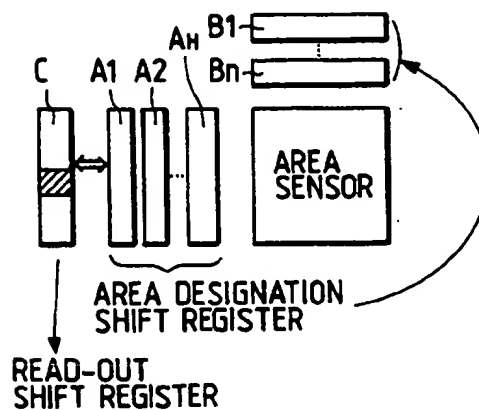 B1
Bn
C A1 A2 AH
AREA
SENSOR
AREA DESIGNATION
SHIFT REGISTER
READ-OUT
SHIFT REGISTER